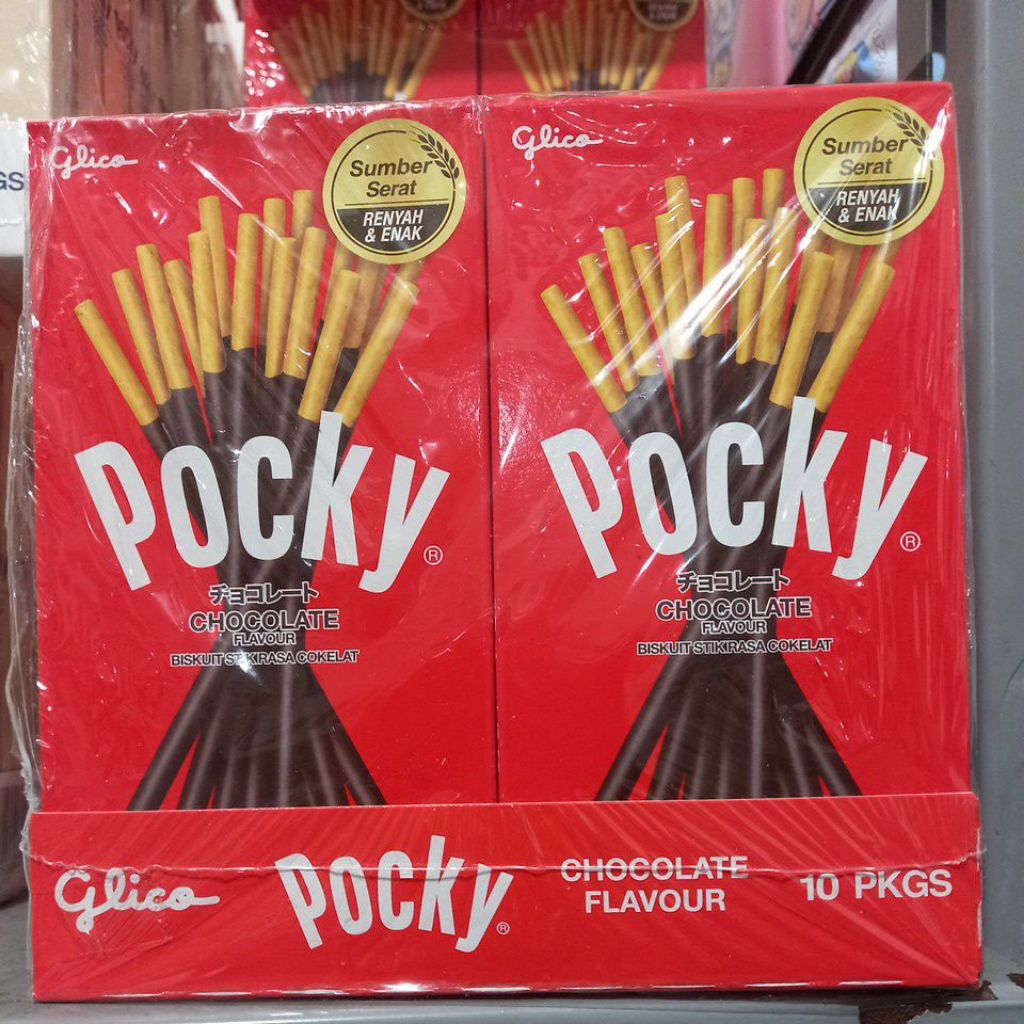 Glico
Sumber
Serat
RENYAH
& ENAK
Pocky®
チョコレート
CHOCOLATE
FLAVOUR
BISKUIT STIK RASA COKELAT
Glico
Sumber
Serat
RENYAH
& ENAK
Pocky®
チョコレート
CHOCOLATE
FLAVOUR
BISKUIT STIK RASA COKELAT
Glico
Pocky®
CHOCOLATE
FLAVOUR
10 PKGS
GS